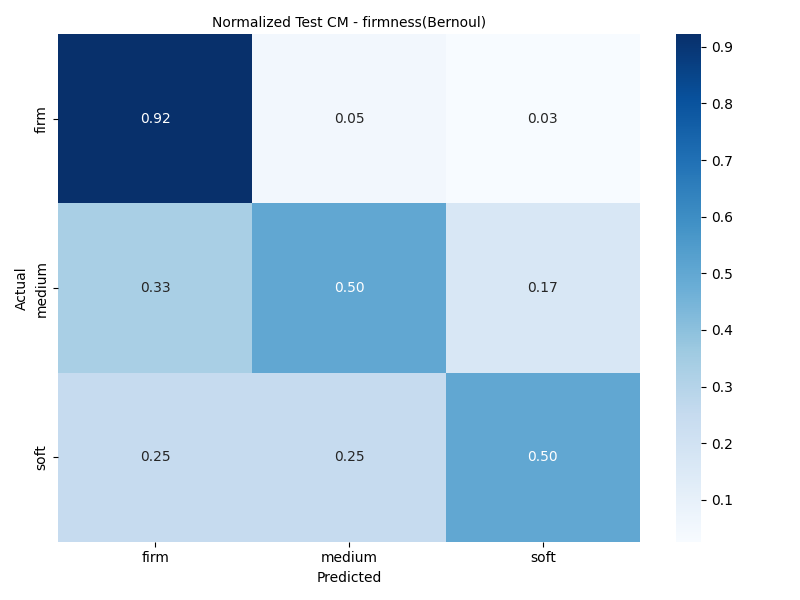 Normalized Test CM - firmness(Bernoul)
firm
medium
soft
Actual
0.92 0.05 0.03
0.33 0.50 0.17
0.25 0.25 0.50
firm medium soft
Predicted
0.9
0.8
0.7
0.6
0.5
0.4
0.3
0.2
0.1